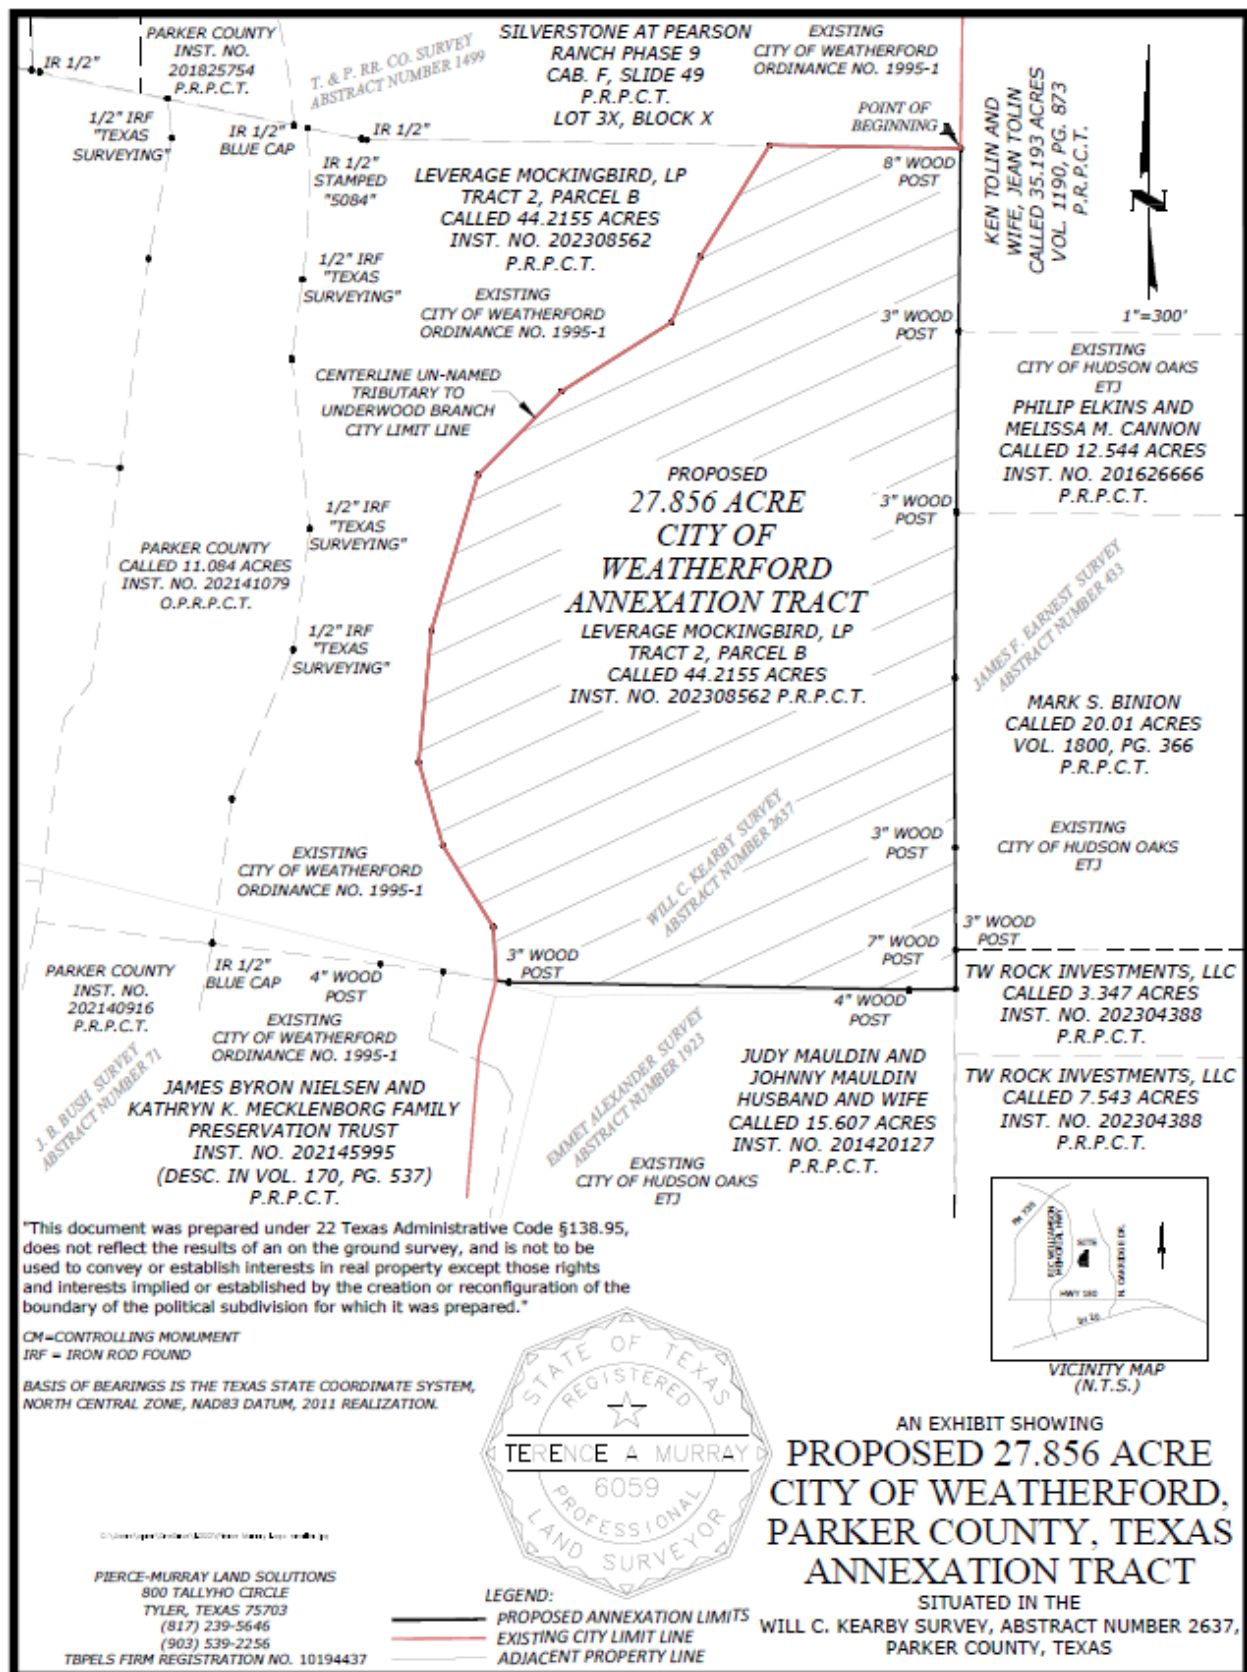 PARKER COUNTY
INST. NO.
201825754
P.R.P.C.T.
IR 1/2"
T. & P. RR. CO. SURVEY
ABSTRACT NUMBER 1499
SILVERSTONE AT PEARSON
RANCH PHASE 9
CAB. F, SLIDE 49
P.R.P.C.T.
LOT 3X, BLOCK X
EXISTING
CITY OF WEATHERFORD
ORDINANCE NO. 1995-1
POINT OF
BEGINNING
KEN TOLIN AND
WIFE, JEAN TOLIN
CALLED 35.193 ACRES
VOL. 1190, PG. 873
P.R.P.C.T.
N
1"=300'
1/2" IRF
"TEXAS
SURVEYING"
IR 1/2"
BLUE CAP
IR 1/2"
IR 1/2"
STAMPED
"5084"
LEVERAGE MOCKINGBIRD, LP
TRACT 2, PARCEL B
CALLED 44.2155 ACRES
INST. NO. 202308562
P.R.P.C.T.
8" WOOD
POST
1/2" IRF
"TEXAS
SURVEYING"
EXISTING
CITY OF WEATHERFORD
ORDINANCE NO. 1995-1
3" WOOD
POST
EXISTING
CITY OF HUDSON OAKS
ETJ
PHILIP ELKINS AND
MELISSA M. CANNON
CALLED 12.544 ACRES
INST. NO. 201626666
P.R.P.C.T.
CENTERLINE UN-NAMED
TRIBUTARY TO
UNDERWOOD BRANCH
CITY LIMIT LINE
PROPOSED
27.856 ACRE
CITY OF
WEATHERFORD
ANNEXATION TRACT
LEVERAGE MOCKINGBIRD, LP
TRACT 2, PARCEL B
CALLED 44.2155 ACRES
INST. NO. 202308562 P.R.P.C.T.
3" WOOD
POST
1/2" IRF
"TEXAS
SURVEYING"
PARKER COUNTY
CALLED 11.084 ACRES
INST. NO. 202141079
O.P.R.P.C.T.
1/2" IRF
"TEXAS
SURVEYING"
JAMES F. EARNEST SURVEY
ABSTRACT NUMBER 433
MARK S. BINION
CALLED 20.01 ACRES
VOL. 1800, PG. 366
P.R.P.C.T.
EXISTING
CITY OF HUDSON OAKS
ETJ
WILL C. KEARBY SURVEY
ABSTRACT NUMBER 2637
3" WOOD
POST
EXISTING
CITY OF WEATHERFORD
ORDINANCE NO. 1995-1
3" WOOD
POST
7" WOOD
POST
3" WOOD
POST
PARKER COUNTY
INST. NO.
202140916
P.R.P.C.T.
IR 1/2"
BLUE CAP
4" WOOD
POST
4" WOOD
POST
TW ROCK INVESTMENTS, LLC
CALLED 3.347 ACRES
INST. NO. 202304388
P.R.P.C.T.
EXISTING
CITY OF WEATHERFORD
ORDINANCE NO. 1995-1
J. B. BUSH SURVEY
ABSTRACT NUMBER 71
JAMES BYRON NIELSEN AND
KATHRYN K. MECKLENBORG FAMILY
PRESERVATION TRUST
INST. NO. 202145995
(DESC. IN VOL. 170, PG. 537)
P.R.P.C.T.
EMMET ALEXANDER SURVEY
ABSTRACT NUMBER 1923
JUDY MAULDIN AND
JOHNNY MAULDIN
HUSBAND AND WIFE
CALLED 15.607 ACRES
INST. NO. 201420127
P.R.P.C.T.
EXISTING
CITY OF HUDSON OAKS
ETJ
TW ROCK INVESTMENTS, LLC
CALLED 7.543 ACRES
INST. NO. 202304388
P.R.P.C.T.
"This document was prepared under 22 Texas Administrative Code §138.95,
does not reflect the results of an on the ground survey, and is not to be
used to convey or establish interests in real property except those rights
and interests implied or established by the creation or reconfiguration of the
boundary of the political subdivision for which it was prepared."
CM=CONTROLLING MONUMENT
IRF = IRON ROD FOUND
BASIS OF BEARINGS IS THE TEXAS STATE COORDINATE SYSTEM,
NORTH CENTRAL ZONE, NAD83 DATUM, 2011 REALIZATION.
MEMORIAL HWY
SITE
HWY 180
N. OAKRIDGE DR.
VICINITY MAP
(N.T.S.)
STATE OF TEXAS
REGISTERED
TERENCE A MURRAY
6059
PROFESSIONAL
LAND SURVEYOR
AN EXHIBIT SHOWING
PROPOSED 27.856 ACRE
CITY OF WEATHERFORD,
PARKER COUNTY, TEXAS
ANNEXATION TRACT
SITUATED IN THE
WILL C. KEARBY SURVEY, ABSTRACT NUMBER 2637,
PARKER COUNTY, TEXAS
PIERCE-MURRAY LAND SOLUTIONS
800 TALLYHO CIRCLE
TYLER, TEXAS 75703
(817) 239-5646
(903) 539-2256
TBPELS FIRM REGISTRATION NO. 10194437
LEGEND:
PROPOSED ANNEXATION LIMITS
EXISTING CITY LIMIT LINE
ADJACENT PROPERTY LINE